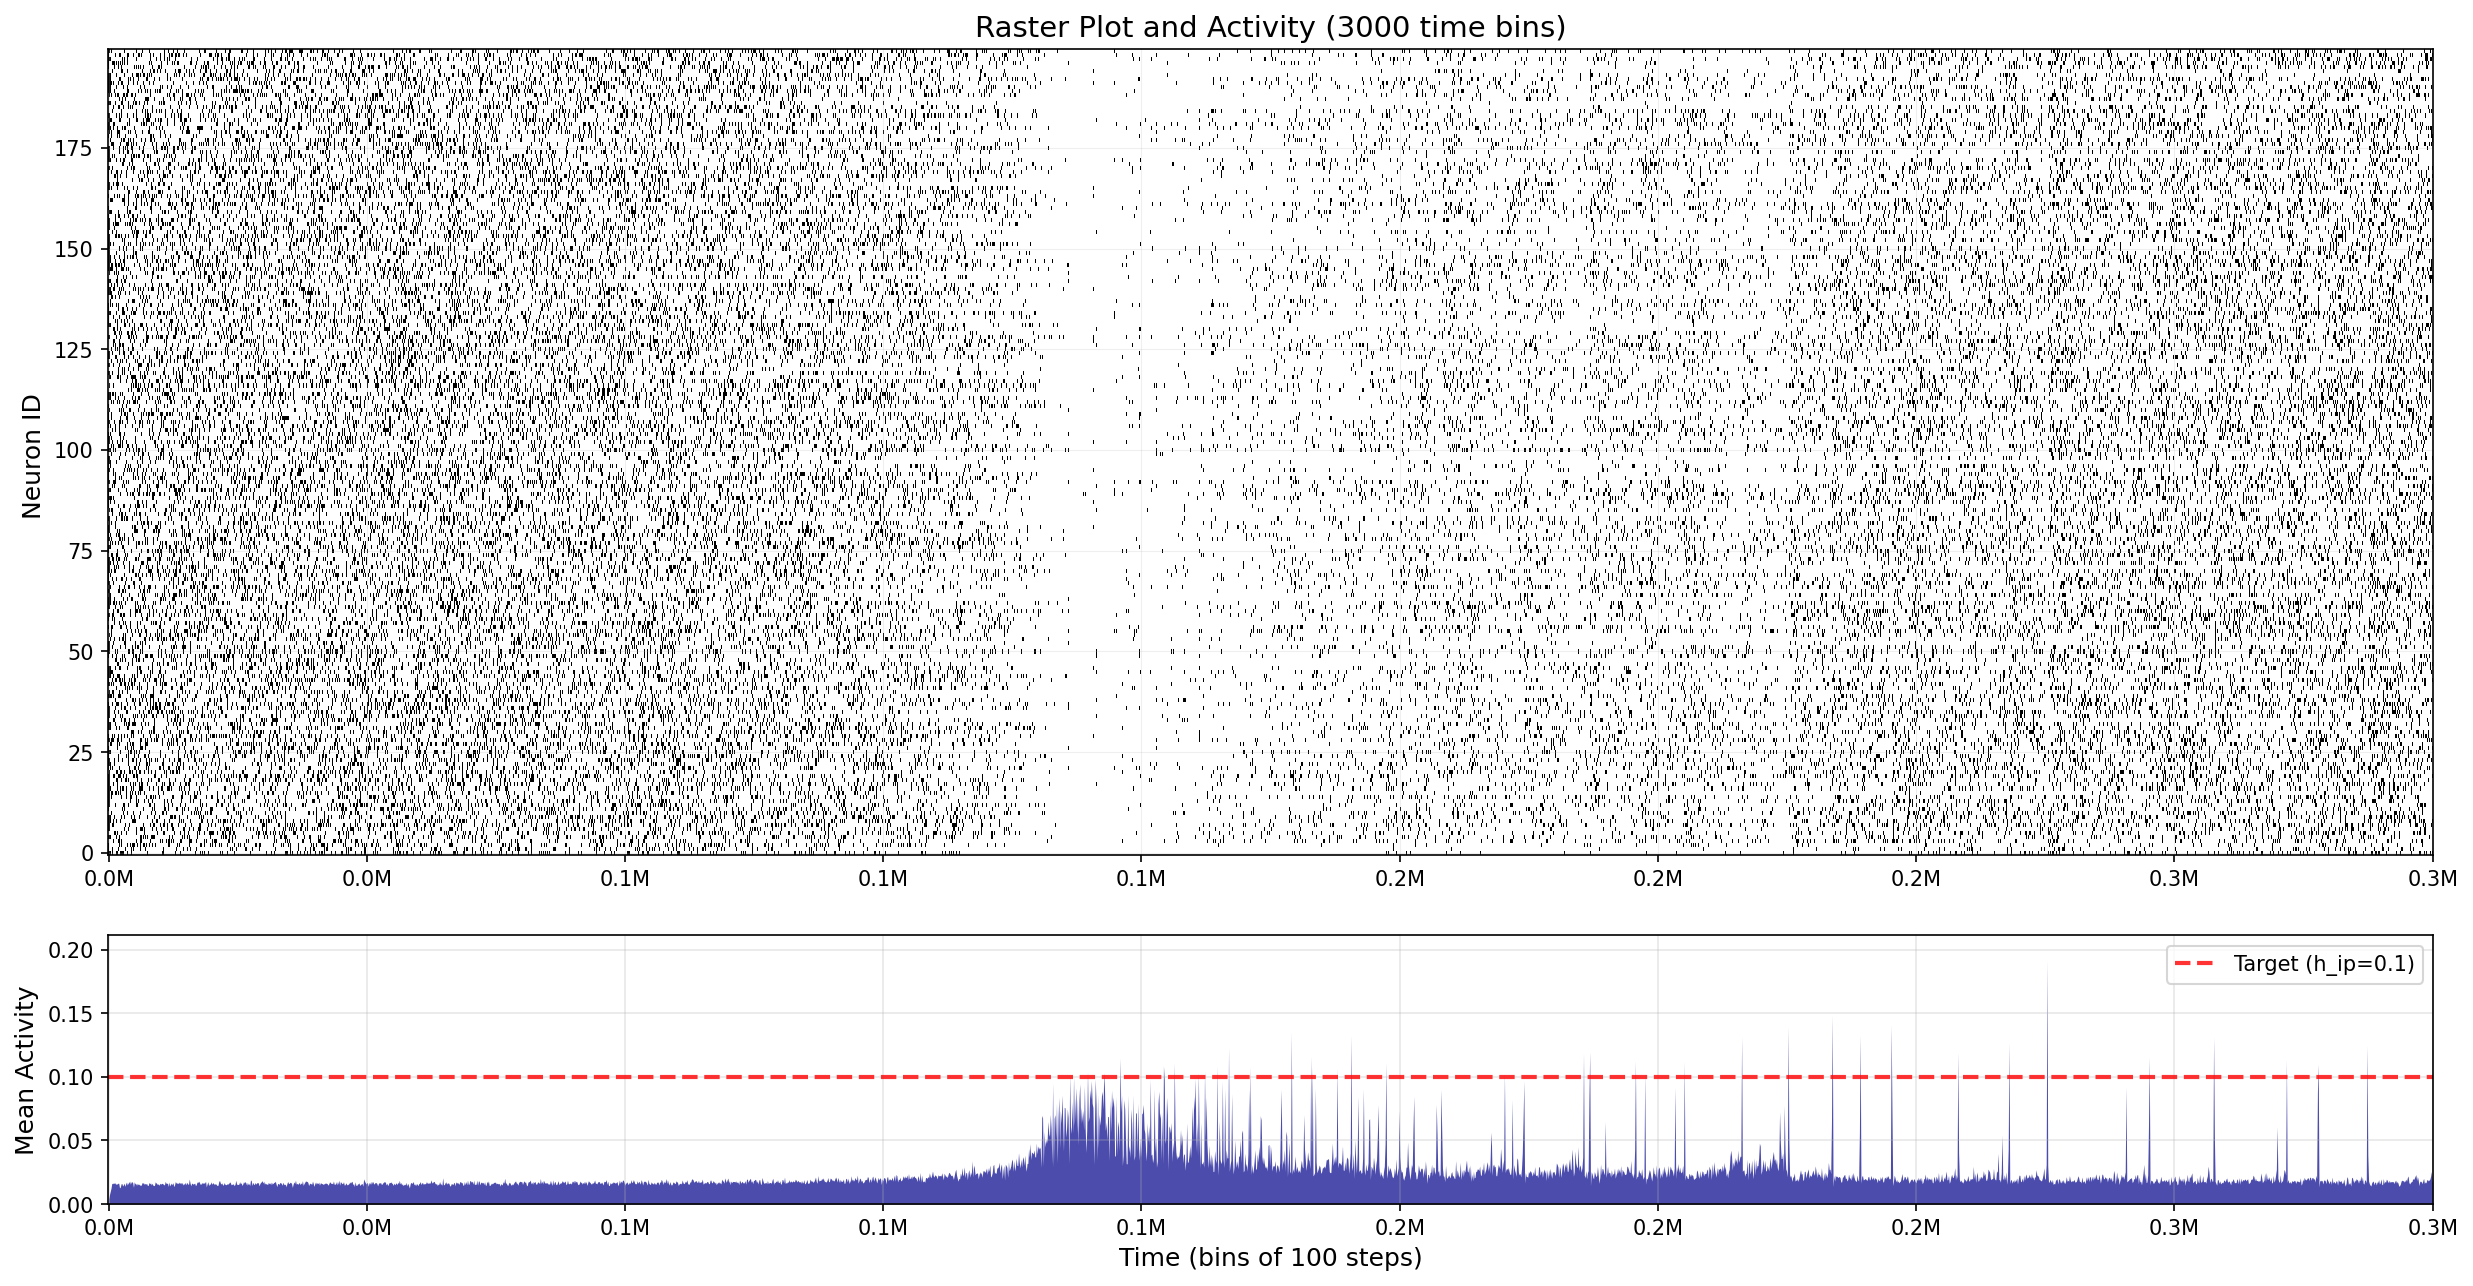 Raster Plot and Activity (3000 time bins)
Neuron ID
175
150
125
100
75
50
25
0
0.0M 0.0M 0.1M 0.1M 0.1M 0.2M 0.2M 0.2M 0.3M 0.3M
Mean Activity
0.20
0.15
0.10
0.05
0.00
Target (h_ip=0.1)
0.0M 0.0M 0.1M 0.1M 0.1M 0.2M 0.2M 0.2M 0.3M 0.3M
Time (bins of 100 steps)